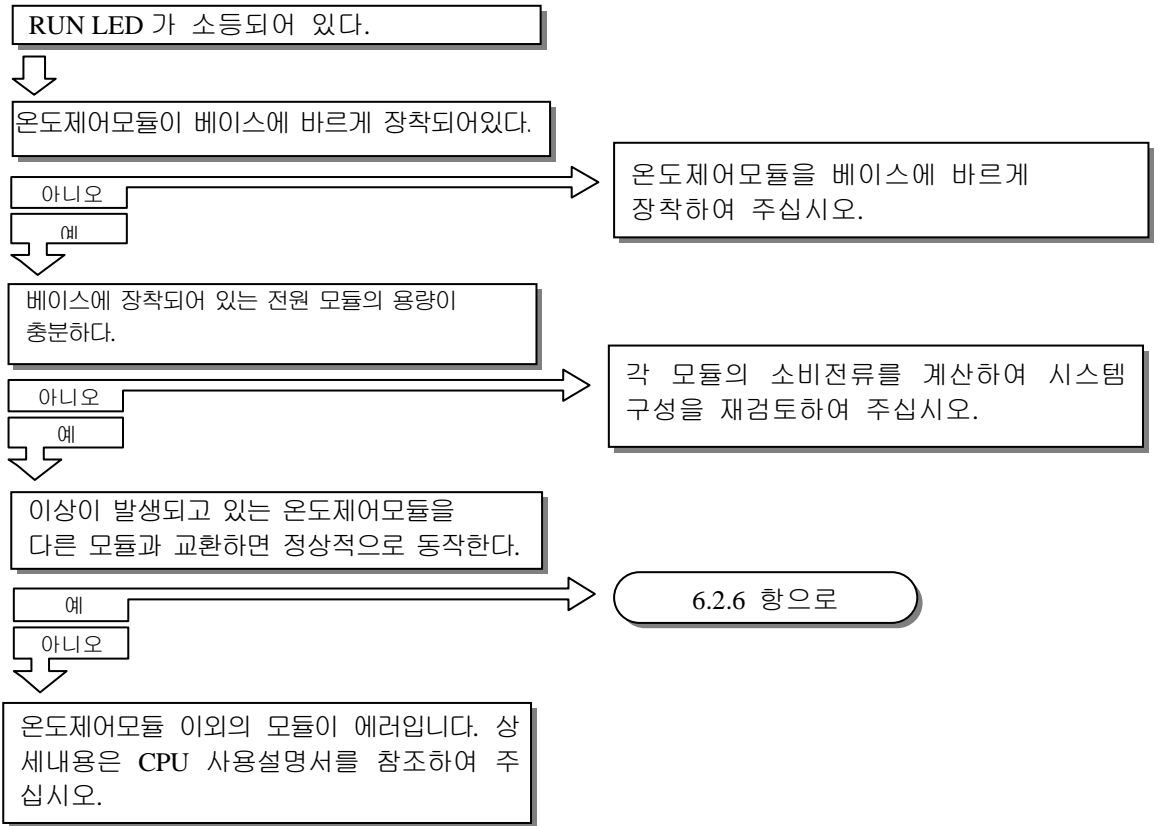 RUN LED 가 소등되어 있다.
온도제어모듈이 베이스에 바르게 장착되어있다.
아니오
온도제어모듈을 베이스에 바르게
장착하여 주십시오.
예
베이스에 장착되어 있는 전원 모듈의 용량이
충분하다.
아니오
각 모듈의 소비전류를 계산하여 시스템
구성을 재검토하여 주십시오.
예
이상이 발생되고 있는 온도제어모듈을
다른 모듈과 교환하면 정상적으로 동작한다.
예
6.2.6 항으로
아니오
온도제어모듈 이외의 모듈이 에러입니다. 상
세내용은 CPU 사용설명서를 참조하여 주
십시오.